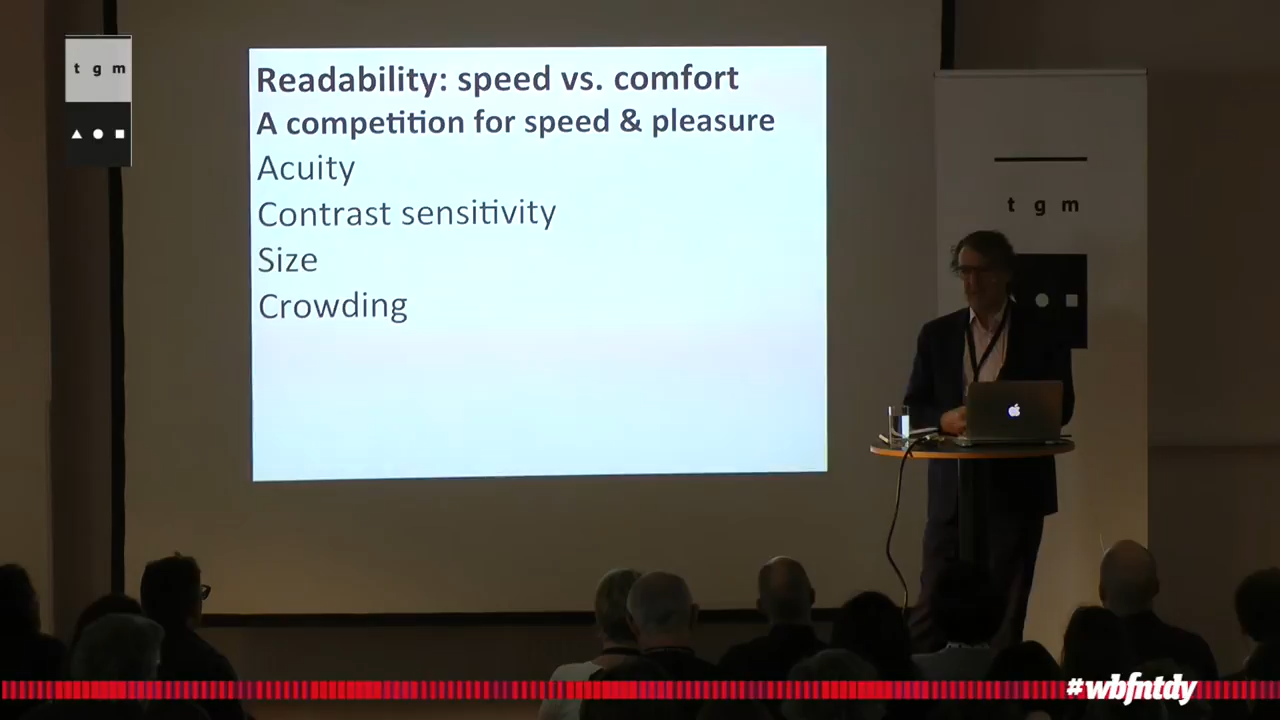 t g m
Readability: speed vs. comfort
A competition for speed & pleasure
Acuity
Contrast sensitivity
Size
Crowding
t g m
#wbfntdy